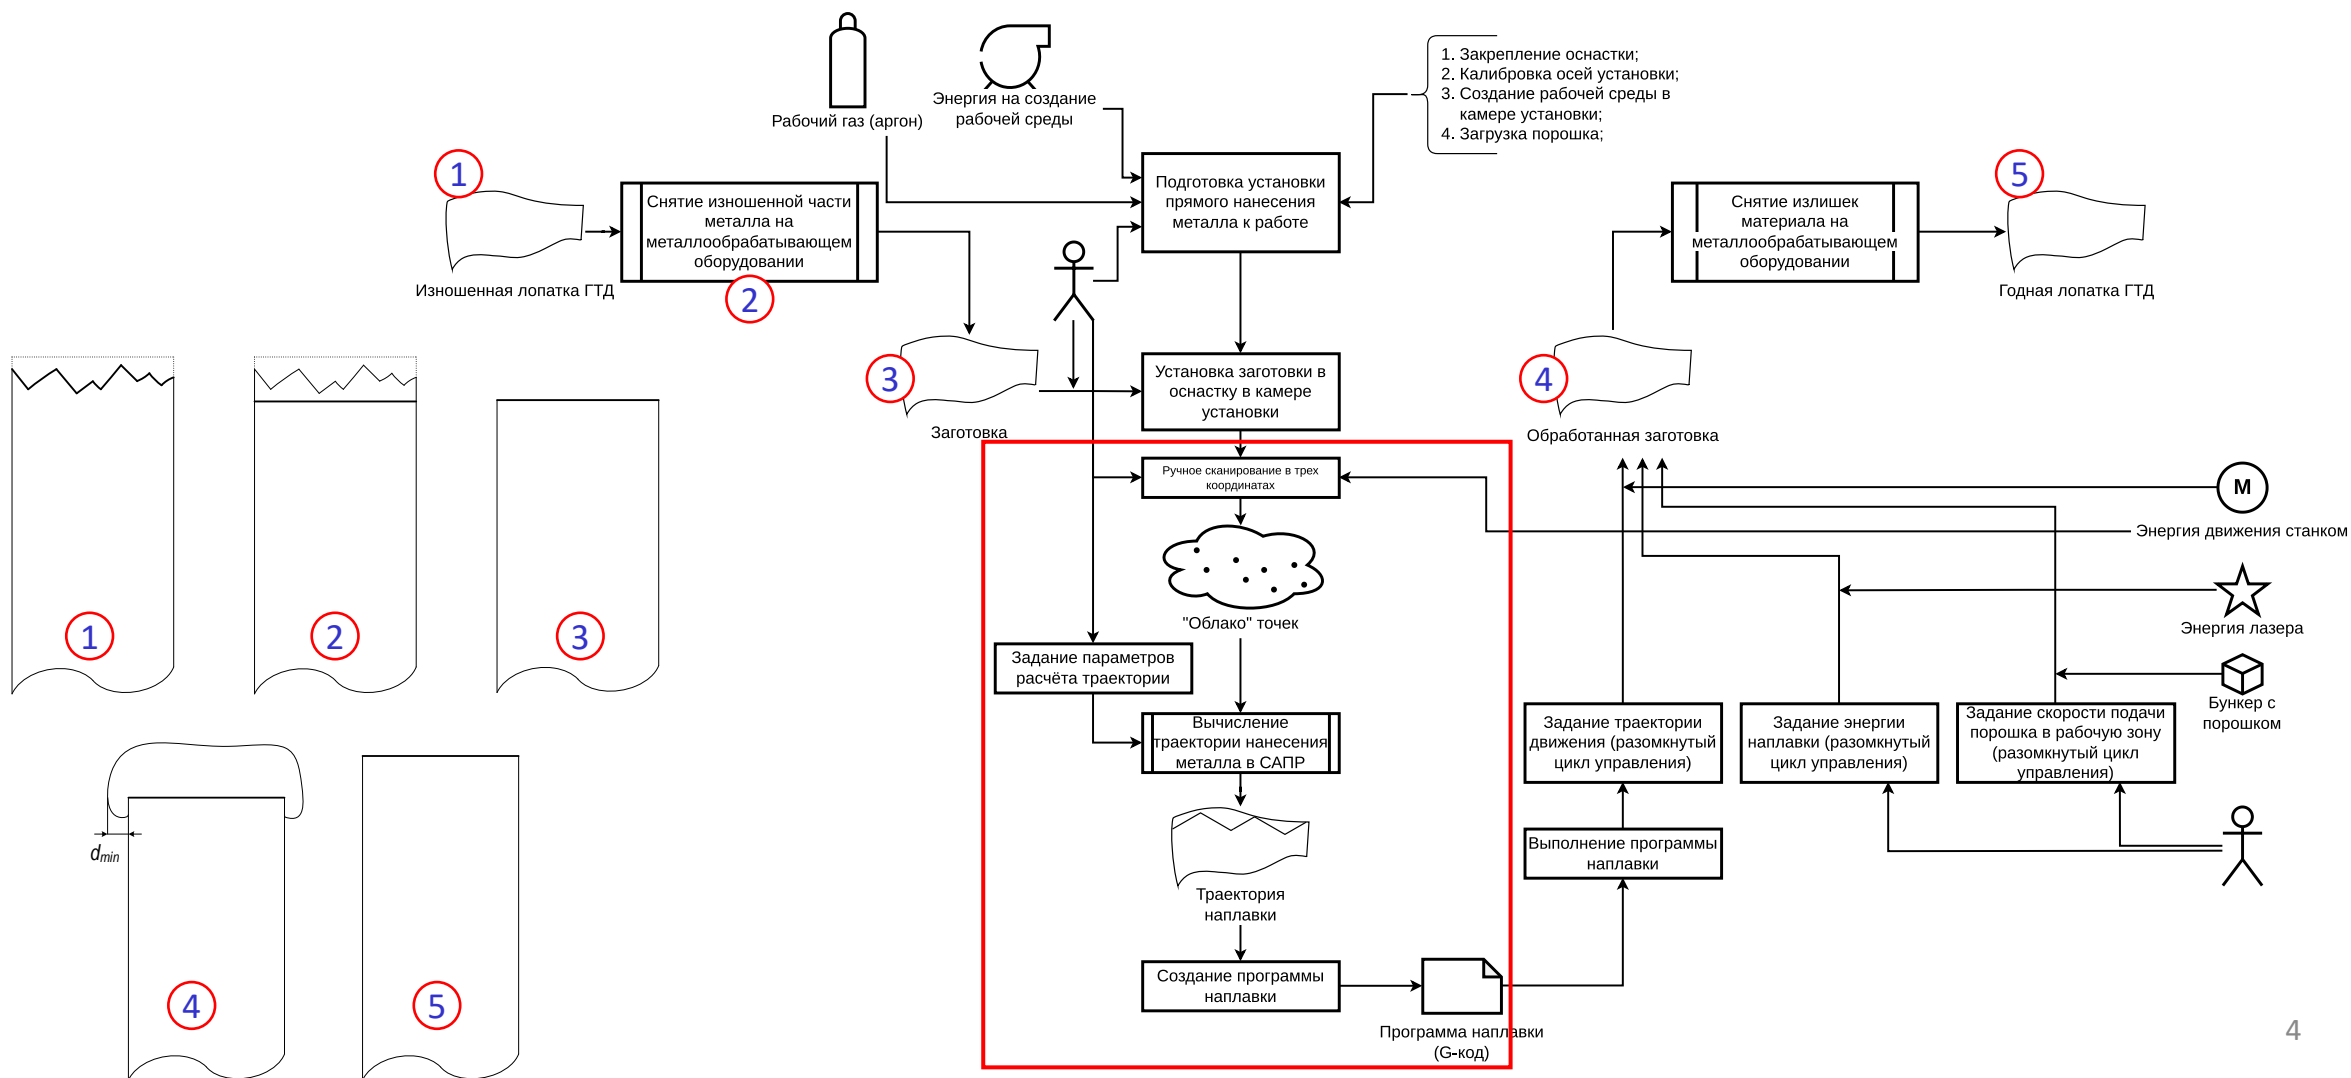 Рабочий газ (аргон)
Энергия на создание
рабочей среды
1. Закрепление оснастки;
2. Калибровка осей установки;
3. Создание рабочей среды в
камере установки;
4. Загрузка порошка;
1
Изношенная лопатка ГТД
Снятие изношенной части
металла на
металлообрабатывающем
оборудовании
2
Подготовка установки
прямого нанесения
металла к работе
Снятие излишек
материала на
металлообрабатывающем
оборудовании
5
Годная лопатка ГТД
3
Заготовка
Установка заготовки в
оснастку в камере
установки
4
Обработанная заготовка
Ручное сканирование в трех
координатах
"Облако" точек
Задание параметров
расчёта траектории
Вычисление
траектории нанесения
металла в САПР
Траектория
наплавки
Создание программы
наплавки
Программа наплавки
(G-код)
M
Энергия движения станком
Энергия лазера
Бункер с
порошком
Задание траектории
движения (разомкнутый
цикл управления)
Задание энергии
наплавки (разомкнутый
цикл управления)
Задание скорости подачи
порошка в рабочую зону
(разомкнутый цикл
управления)
Выполнение программы
наплавки
1
2
3
dmin
4
5
4